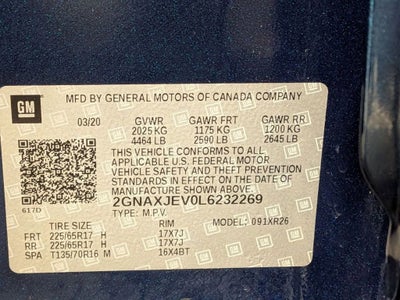 GM
MFD BY GENERAL MOTORS OF CANADA COMPANY
03/20 GVWR GAWR FRT GAWR RR
2025 KG 1175 KG 1200 KG
4464 LB 2590 LB 2645 LB
THIS VEHICLE CONFORMS TO ALL APPLICABLE
U.S. FEDERAL MOTOR
VEHICLE SAFETY AND THEFT PREVENTION
STANDARDS IN EFFECT ON THE DATE OF
MANUFACTURE SHOWN ABOVE.
617D 2GNAXJEV0L6232269
TYPE: M.P.V. MODEL: 091XR26
TIRE SIZE SPEED RTG RIM
FRT 225/65R17 H 17X7J
RR 225/65R17 H 17X7J
SPA T135/70R16 M 16X4BT